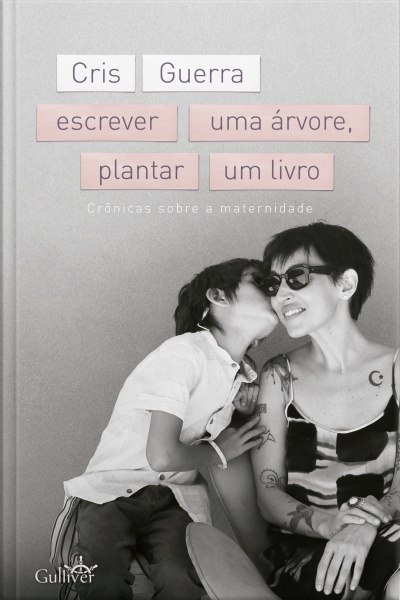 Cris Guerra
escrever uma árvore,
plantar um livro
Crônicas sobre a maternidade
Gulliver